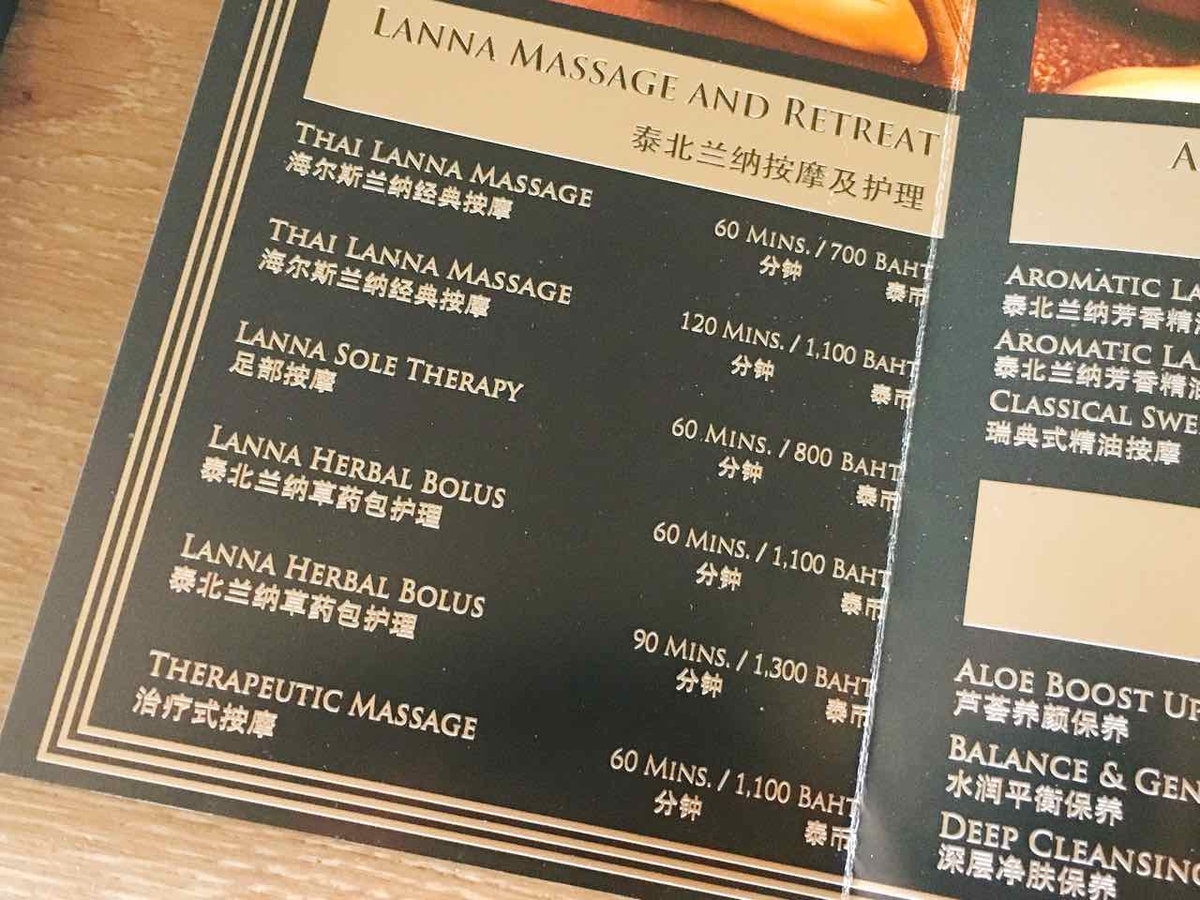 LANNA MASSAGE AND RETREAT
泰北兰纳按摩及护理
THAI LANNA MASSAGE
海尔斯兰纳经典按摩
60 MINS. / 700 BAHT
分钟 泰币
THAI LANNA MASSAGE
海尔斯兰纳经典按摩
120 MINS. / 1,100 BAHT
分钟 泰币
LANNA SOLE THERAPY
足部按摩
60 MINS. / 800 BAHT
分钟 泰币
LANNA HERBAL BOLUS
泰北兰纳草药包护理
60 MINS. / 1,100 BAHT
分钟 泰币
LANNA HERBAL BOLUS
泰北兰纳草药包护理
90 MINS. / 1,300 BAHT
分钟 泰币
THERAPEUTIC MASSAGE
治疗式按摩
60 MINS. / 1,100 BAHT
分钟 泰币
A
AROMATIC LA
泰北兰纳芳香精
AROMATIC LA
泰北兰纳芳香精
CLASSICAL SWE
瑞典式精油按摩
ALOE BOOST UP
芦荟养颜保养
BALANCE & GEN
水润平衡保养
DEEP CLEANSING
深层净肤保养